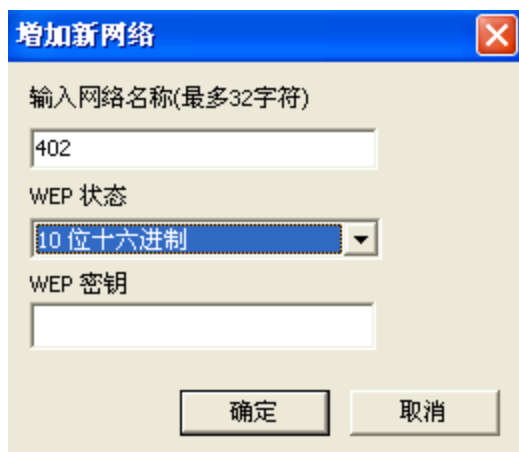 增加新网络
输入网络名称(最多32字符)
402
WEP 状态
10 位十六进制
WEP 密钥
确定 取消